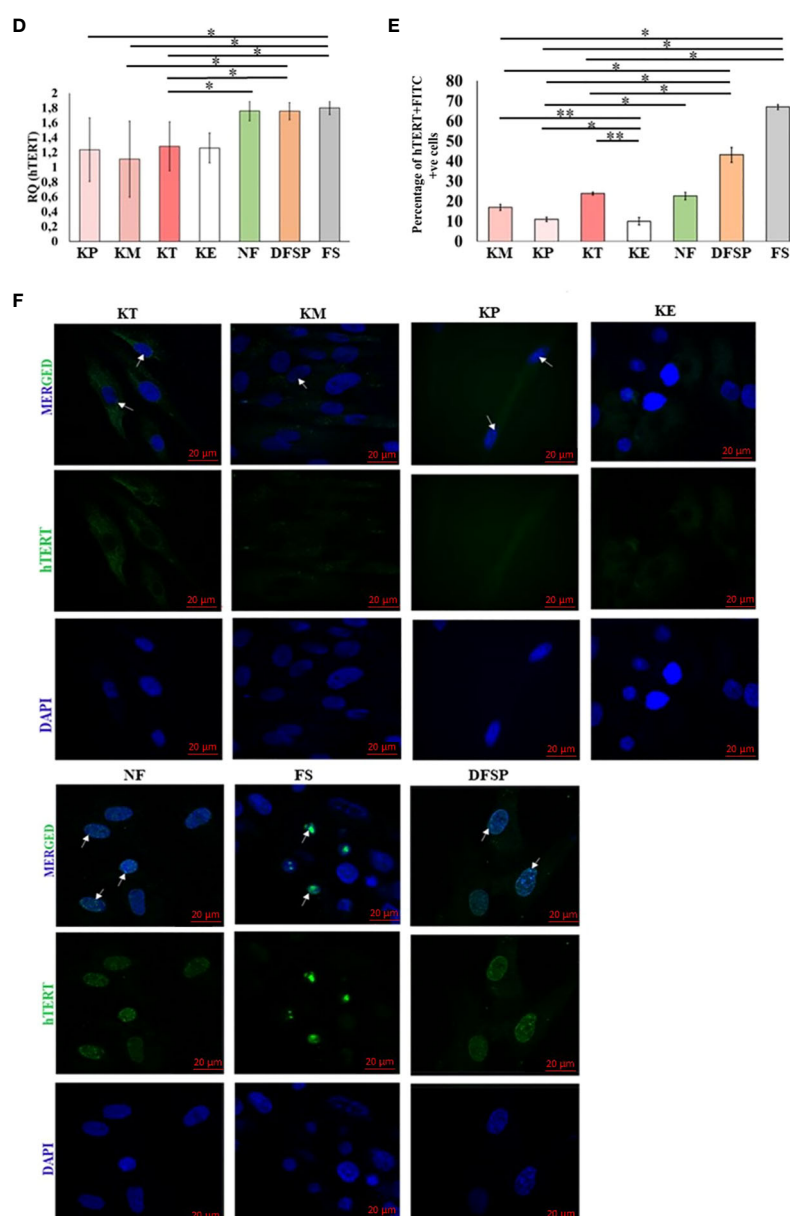 D
E
*
*
*
*
*
*
RQ (hTERT)
2
1,8
1,6
1,4
1,2
1
0,8
0,6
0,4
0,2
0
KP KM KT KE NF DFSP FS
*
*
*
*
*
*
*
**
*
**
Percentage of hTERT+FITC
+ve cells
80
70
60
50
40
30
20
10
0
KM KP KT KE NF DFSP FS
F
KT KM KP KE
MERGED
20 μm 20 μm 20 μm 20 μm
hTERT
20 μm 20 μm 20 μm 20 μm
DAPI
20 μm 20 μm 20 μm 20 μm
NF FS DFSP
MERGED
20 μm 20 μm 20 μm
hTERT
20 μm 20 μm 20 μm
DAPI
20 μm 20 μm 20 μm